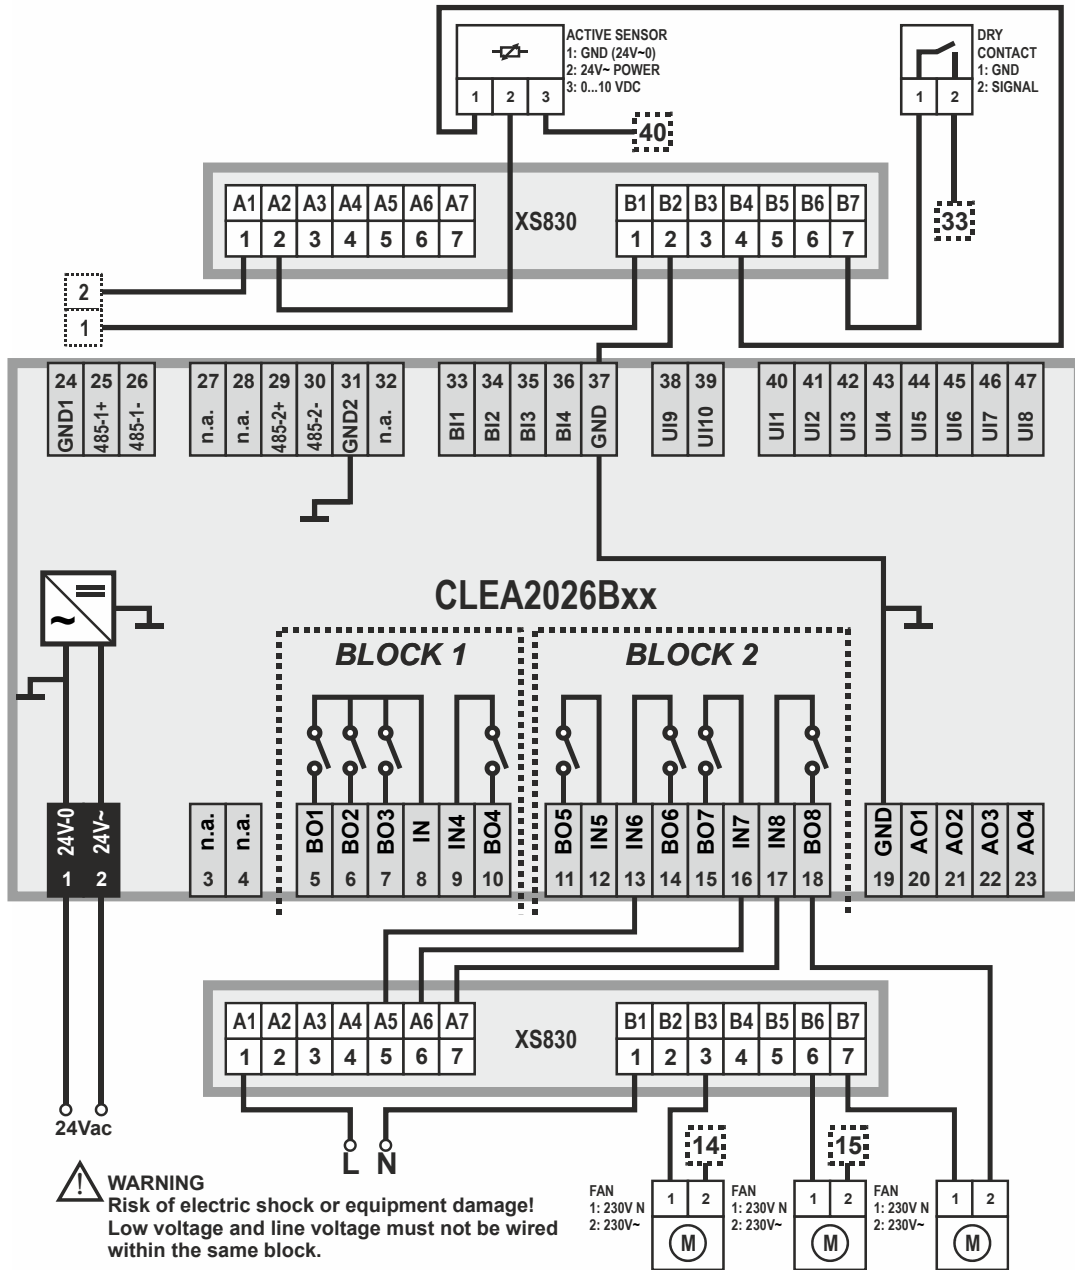 ACTIVE SENSOR
1: GND (24V~0)
2: 24V~ POWER
3: 0...10 VDC
1 2 3
40
DRY
CONTACT
1: GND
2: SIGNAL
1 2
33
A1 A2 A3 A4 A5 A6 A7
1 2 3 4 5 6 7
XS830
B1 B2 B3 B4 B5 B6 B7
1 2 3 4 5 6 7
2
1
24 25 26 27 28 29 30 31 32 33 34 35 36 37 38 39 40 41 42 43 44 45 46 47
GND1 485-1+ 485-1- n.a. n.a. 485-2+ 485-2- GND2 n.a. BI1 BI2 BI3 BI4 GND UI9 UI10 UI1 UI2 UI3 UI4 UI5 UI6 UI7 UI8
CLEA2026Bxx
BLOCK 1
BLOCK 2
24V-0 24V~ n.a. n.a. BO1 BO2 BO3 IN IN4 BO4 BO5 IN5 IN6 BO6 BO7 IN7 IN8 BO8 GND AO1 AO2 AO3 AO4
1 2 3 4 5 6 7 8 9 10 11 12 13 14 15 16 17 18 19 20 21 22 23
A1 A2 A3 A4 A5 A6 A7
1 2 3 4 5 6 7
XS830
B1 B2 B3 B4 B5 B6 B7
1 2 3 4 5 6 7
24Vac
L N
14
15
WARNING
Risk of electric shock or equipment damage!
Low voltage and line voltage must not be wired
within the same block.
FAN
1: 230V N
2: 230V~
1 2
M
FAN
1: 230V N
2: 230V~
1 2
M
FAN
1: 230V N
2: 230V~
1 2
M